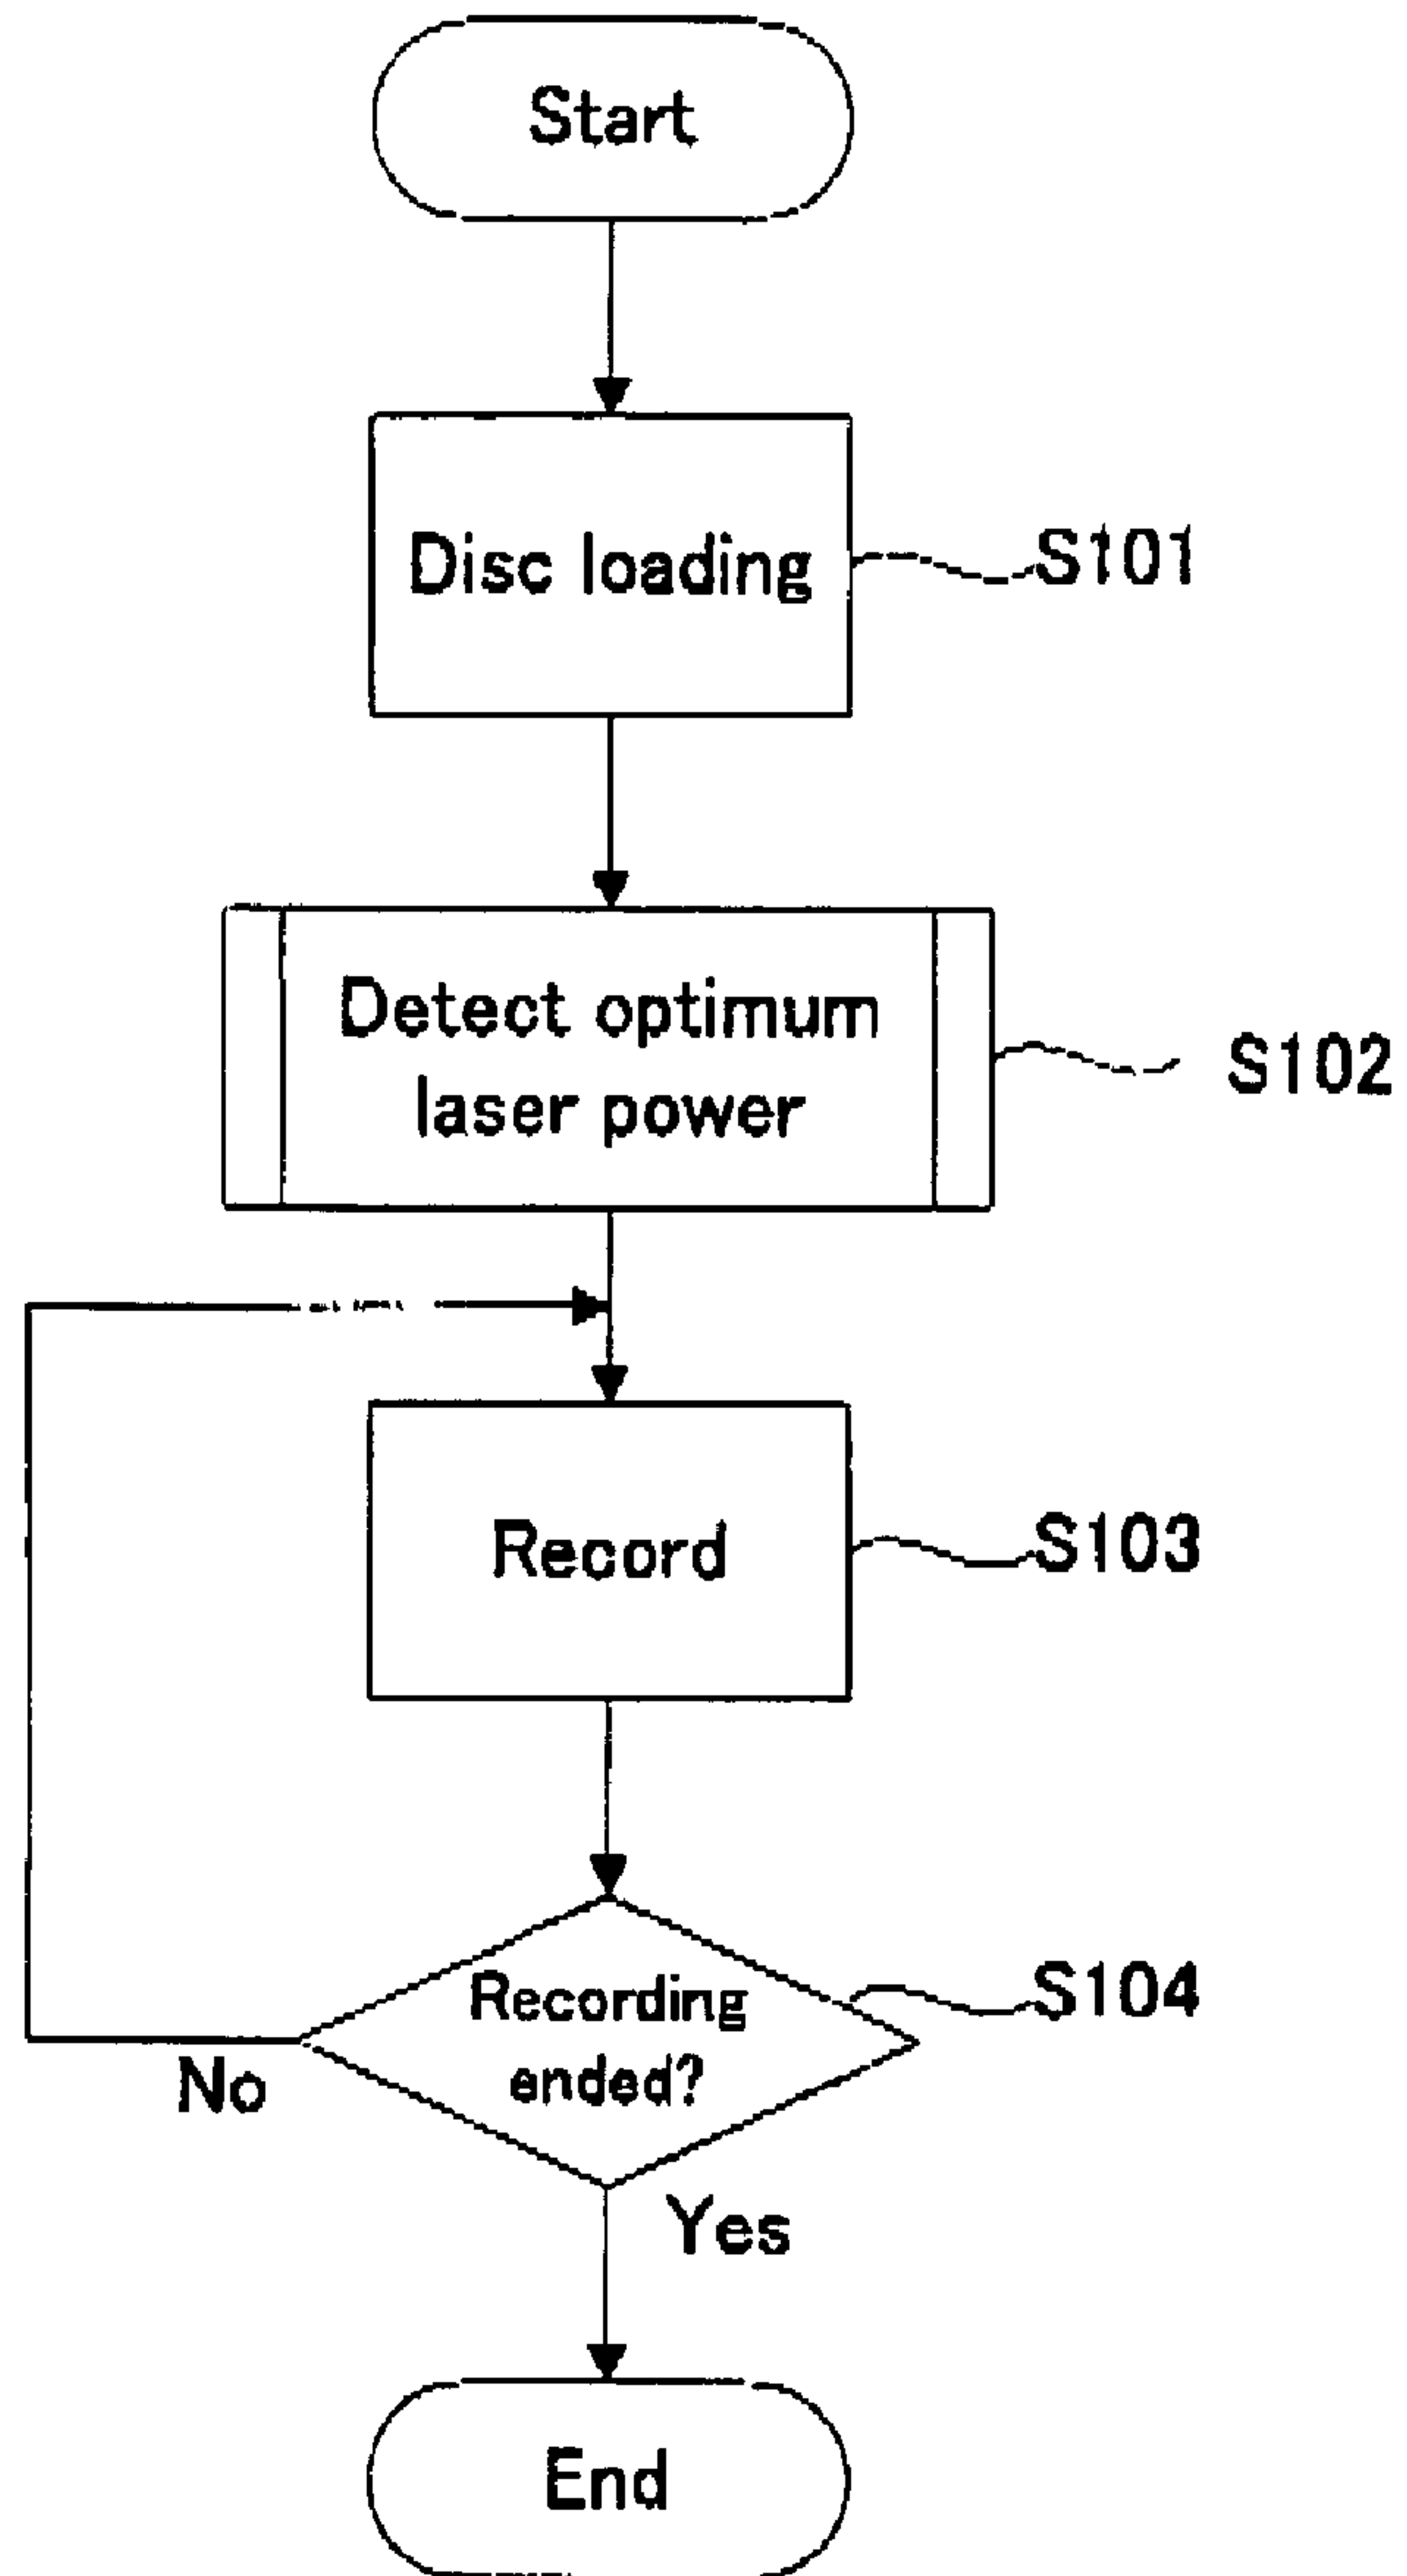 Start
Disc loading
S101
Detect optimum
laser power
S102
Record
S103
Recording
ended?
S104
No
Yes
End